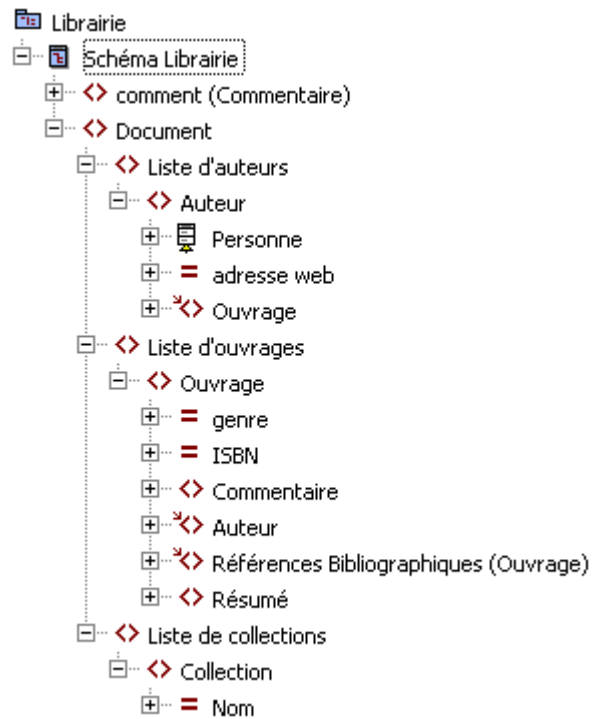 Librairie
Schéma Librairie
comment (Commentaire)
Document
Liste d'auteurs
Auteur
Personne
adresse web
Ouvrage
Liste d'ouvrages
Ouvrage
genre
ISBN
Commentaire
Auteur
Références Bibliographiques (Ouvrage)
Résumé
Liste de collections
Collection
Nom